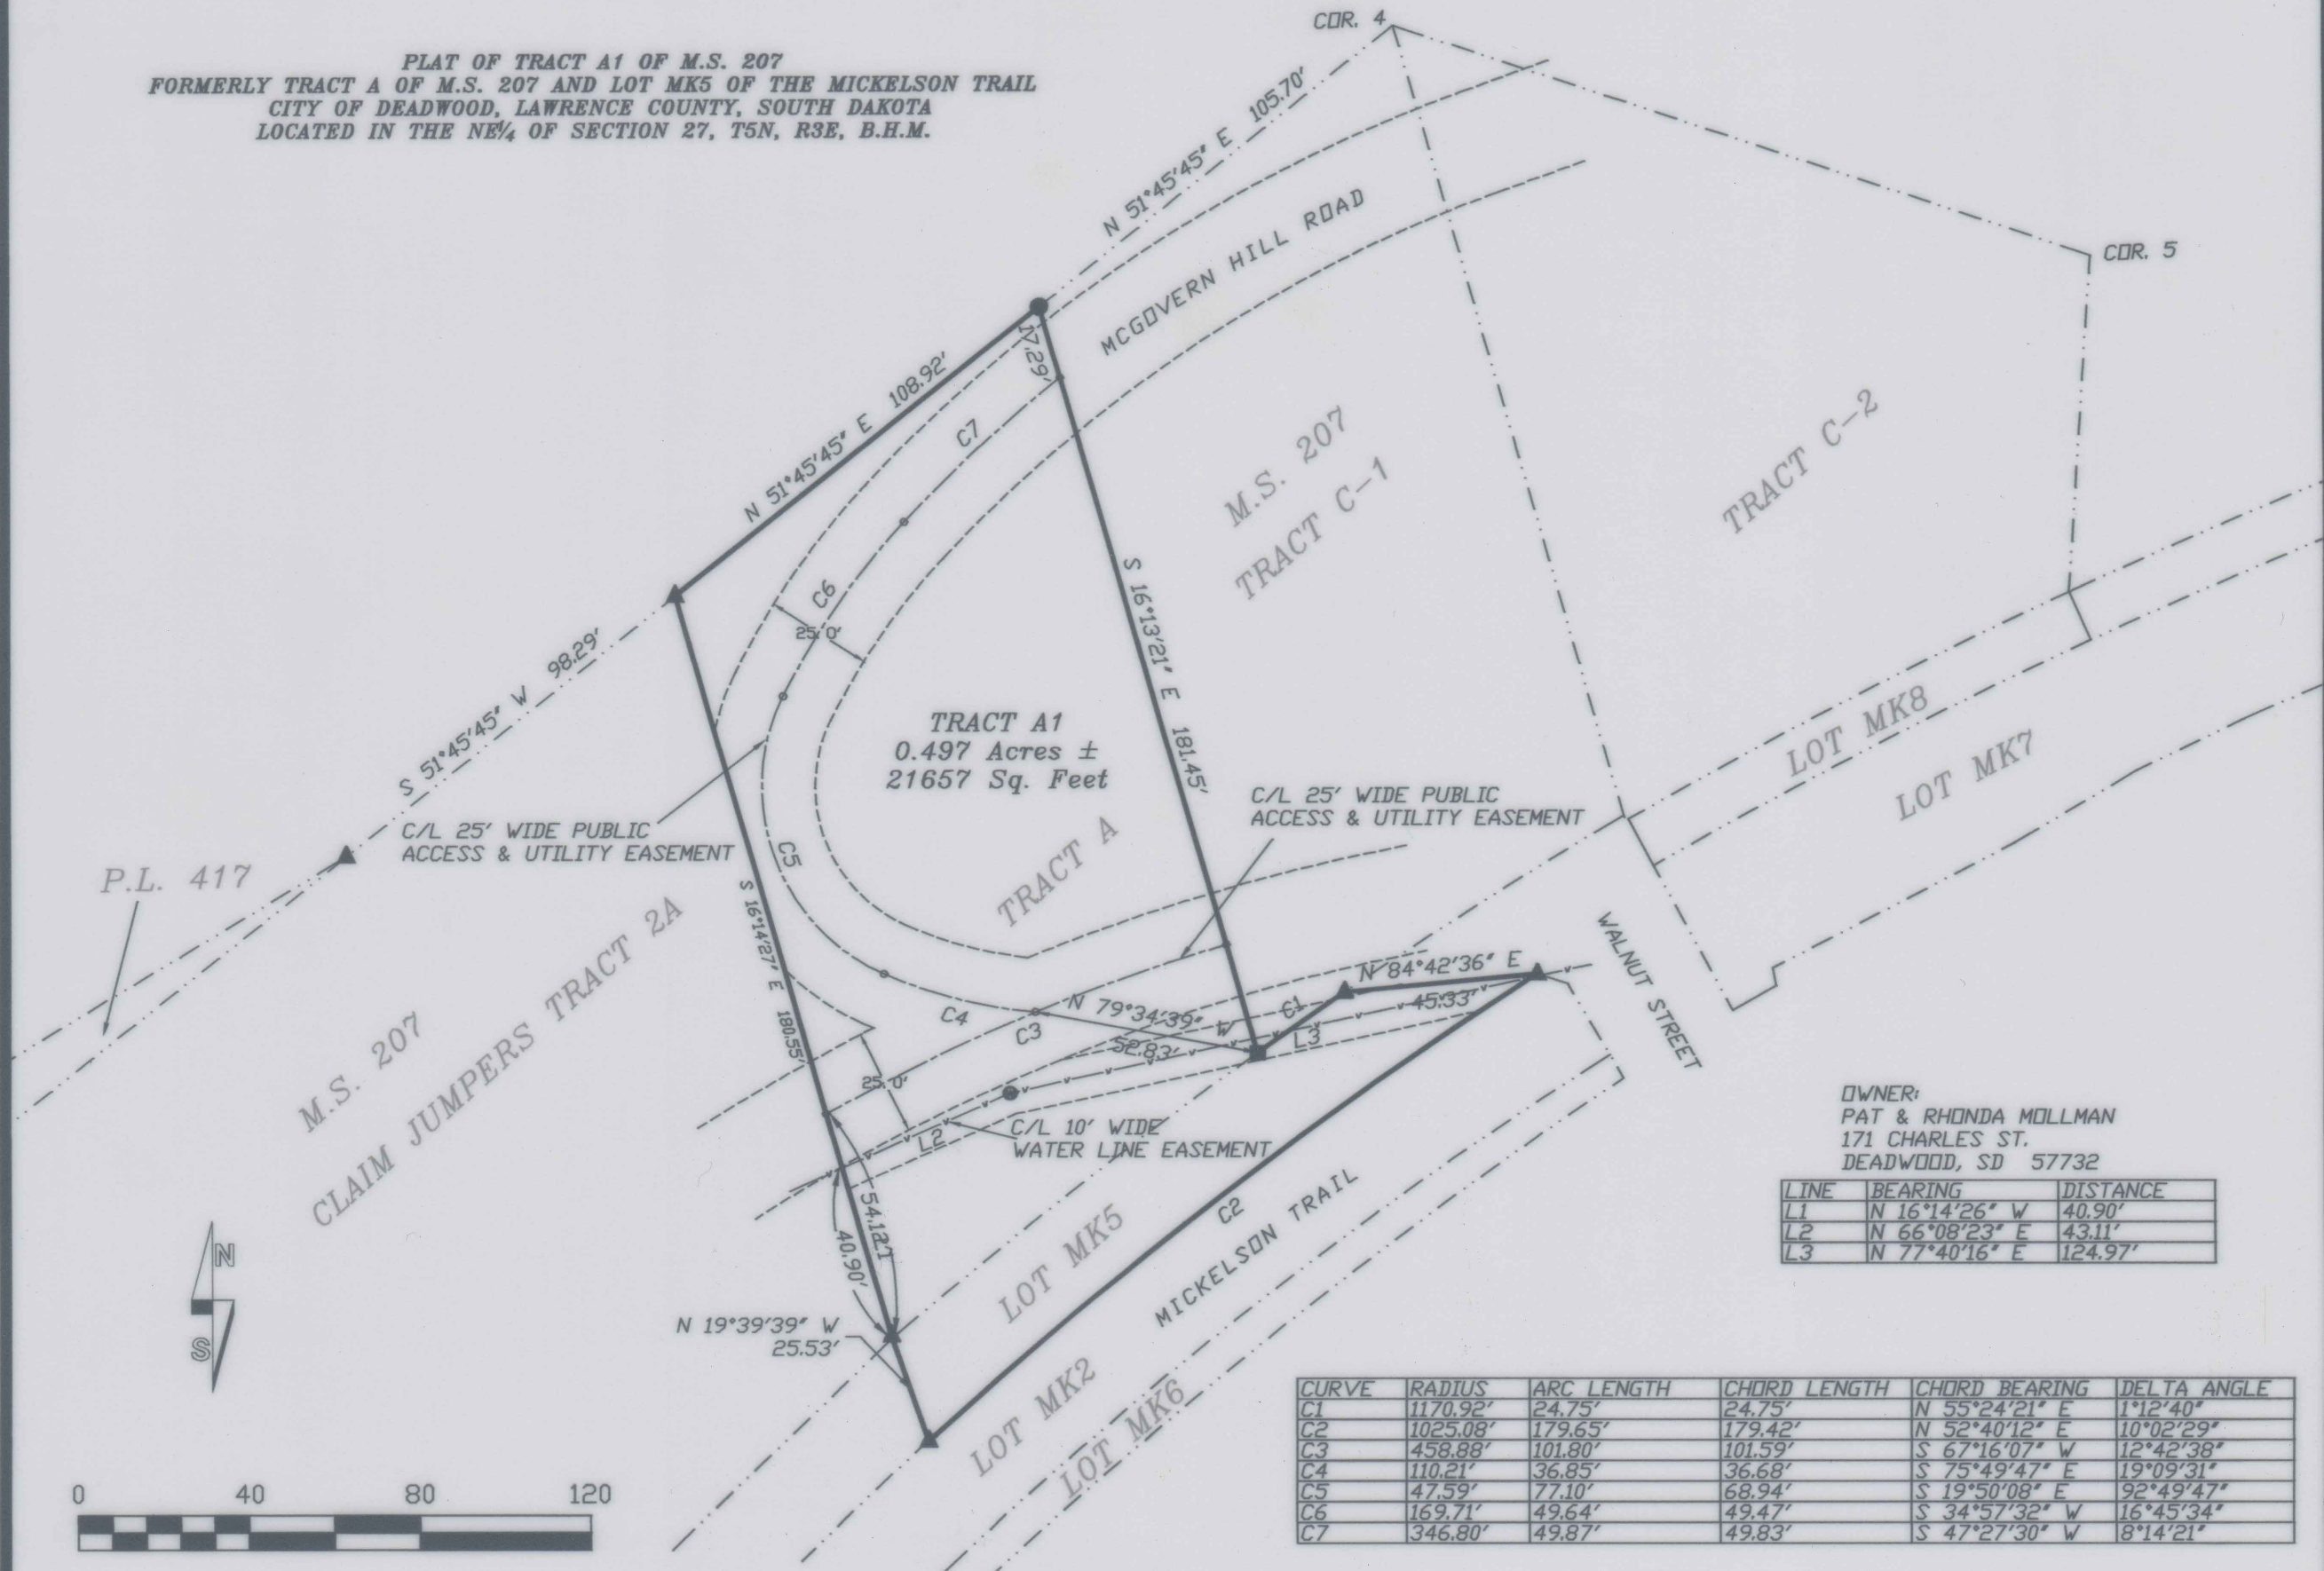 PLAT OF TRACT A1 OF M.S. 207
FORMERLY TRACT A OF M.S. 207 AND LOT MK5 OF THE MICKELSON TRAIL
CITY OF DEADWOOD, LAWRENCE COUNTY, SOUTH DAKOTA
LOCATED IN THE NE1/4 OF SECTION 27, T5N, R3E, B.H.M.
COR. 4
N 51°45'45" E 105.70'
COR. 5
MCGOVERN HILL ROAD
17.29'
N 51°45'45" E 108.92'
C7
M.S. 207
TRACT C-1
TRACT C-2
C6
25.0'
S 16°13'21" E 181.45'
S 51°45'45" W 98.29'
TRACT A1
0.497 Acres ±
21657 Sq. Feet
LOT MK8
LOT MK7
C/L 25' WIDE PUBLIC
ACCESS & UTILITY EASEMENT
C/L 25' WIDE PUBLIC
ACCESS & UTILITY EASEMENT
C5
TRACT A
P.L. 417
S 16°14'27" E 180.55'
M.S. 207
CLAIM JUMPERS TRACT 2A
WALNUT STREET
N 84°42'36" E
45.33'
C1
L3
N 79°34'39" W
52.83'
C4
C3
25.0'
L2
C/L 10' WIDE
WATER LINE EASEMENT
54.12'
L1
40.90'
C2
LOT MK5
MICKELSON TRAIL
N 19°39'39" W
25.53'
LOT MK2
LOT MK6
N
S
OWNER:
PAT & RHONDA MOLLMAN
171 CHARLES ST.
DEADWOOD, SD 57732
LINE BEARING DISTANCE
L1 N 16°14'26" W 40.90'
L2 N 66°08'23" E 43.11'
L3 N 77°40'16" E 124.97'
0 40 80 120
CURVE RADIUS ARC LENGTH CHORD LENGTH CHORD BEARING DELTA ANGLE
C1 1170.92' 24.75' 24.75' N 55°24'21" E 1°12'40"
C2 1025.08' 179.65' 179.42' N 52°40'12" E 10°02'29"
C3 458.88' 101.80' 101.59' S 67°16'07" W 12°42'38"
C4 110.21' 36.85' 36.68' S 75°49'47" E 19°09'31"
C5 47.59' 77.10' 68.94' S 19°50'08" E 92°49'47"
C6 169.71' 49.64' 49.47' S 34°57'32" W 16°45'34"
C7 346.80' 49.87' 49.83' S 47°27'30" W 8°14'21"